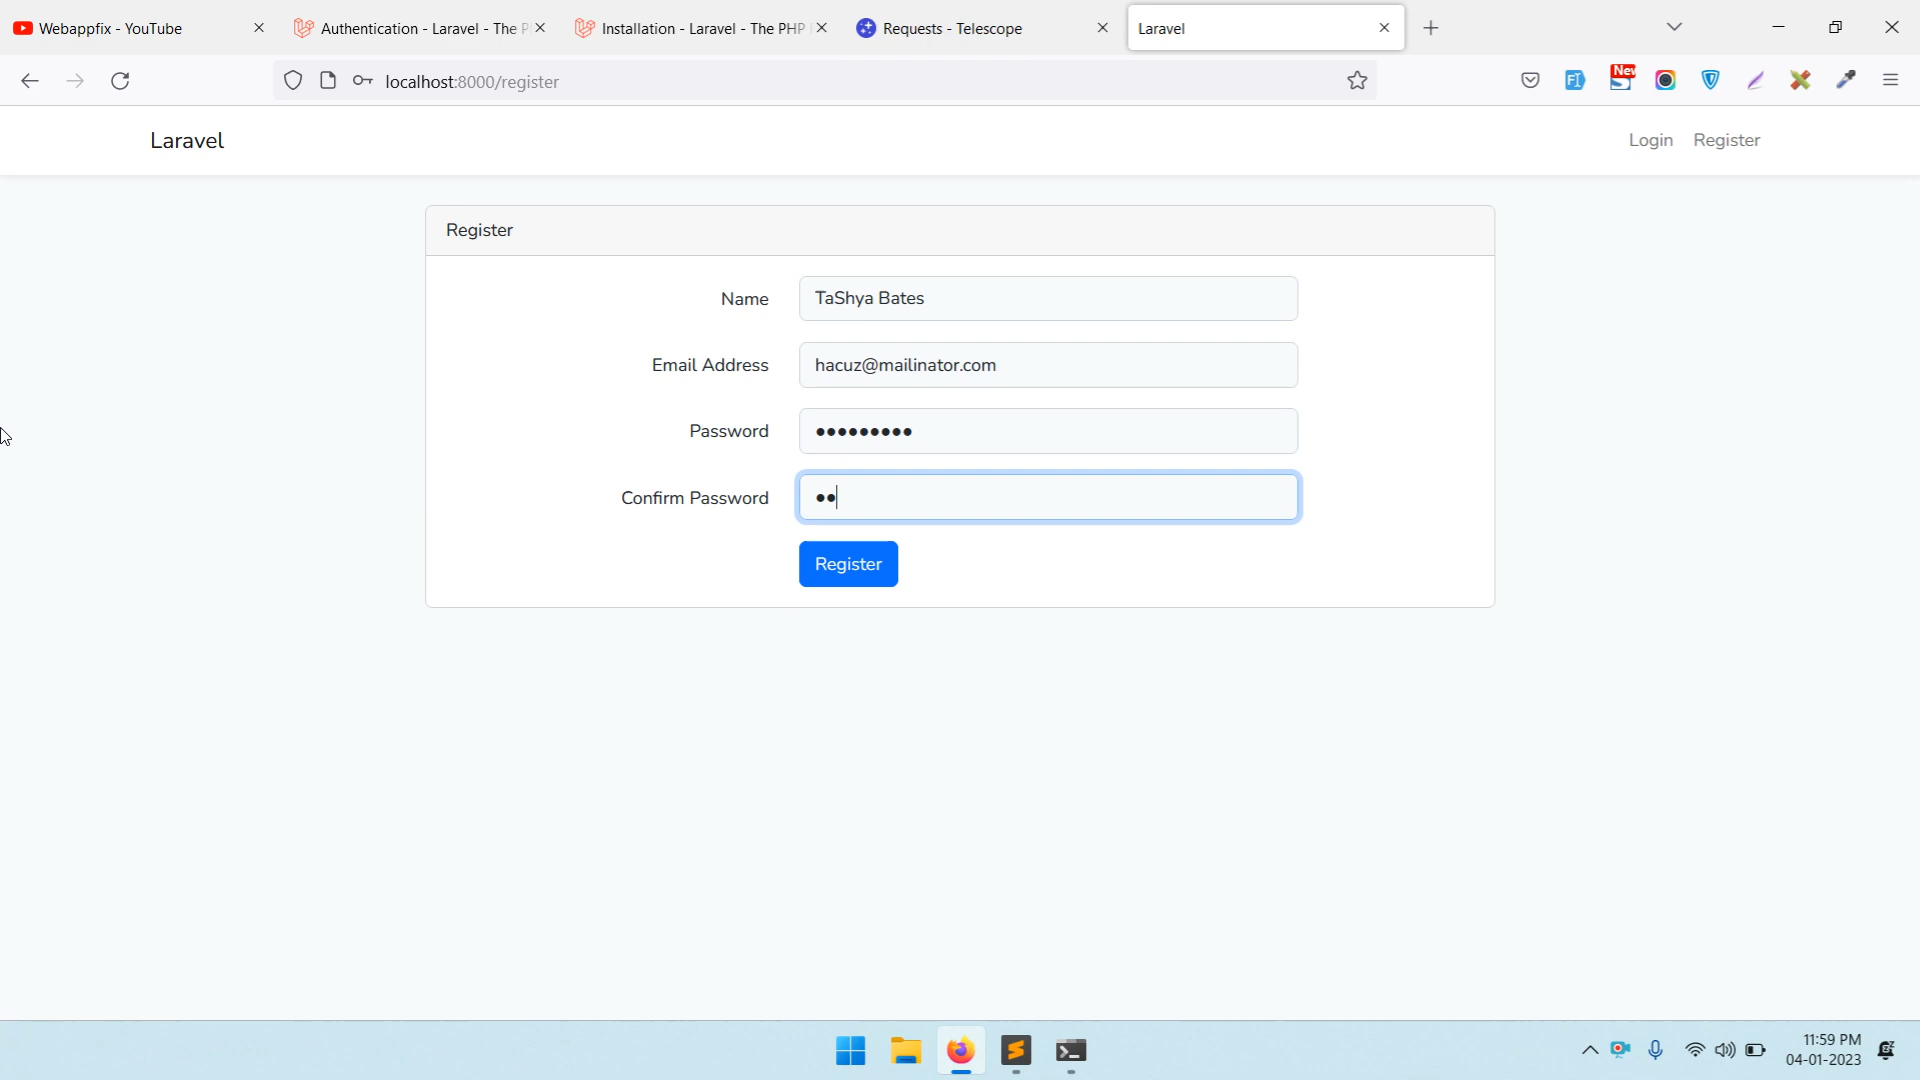 Webappfix - YouTube
Authentication - Laravel - The P
Installation - Laravel - The PHP
Requests - Telescope
Laravel
localhost:8000/register
New
Laravel
Login
Register
Register
Name
TaShya Bates
Email Address
hacuz@mailinator.com
Password
•••••••••
Confirm Password
••
Register
11:59 PM
04-01-2023